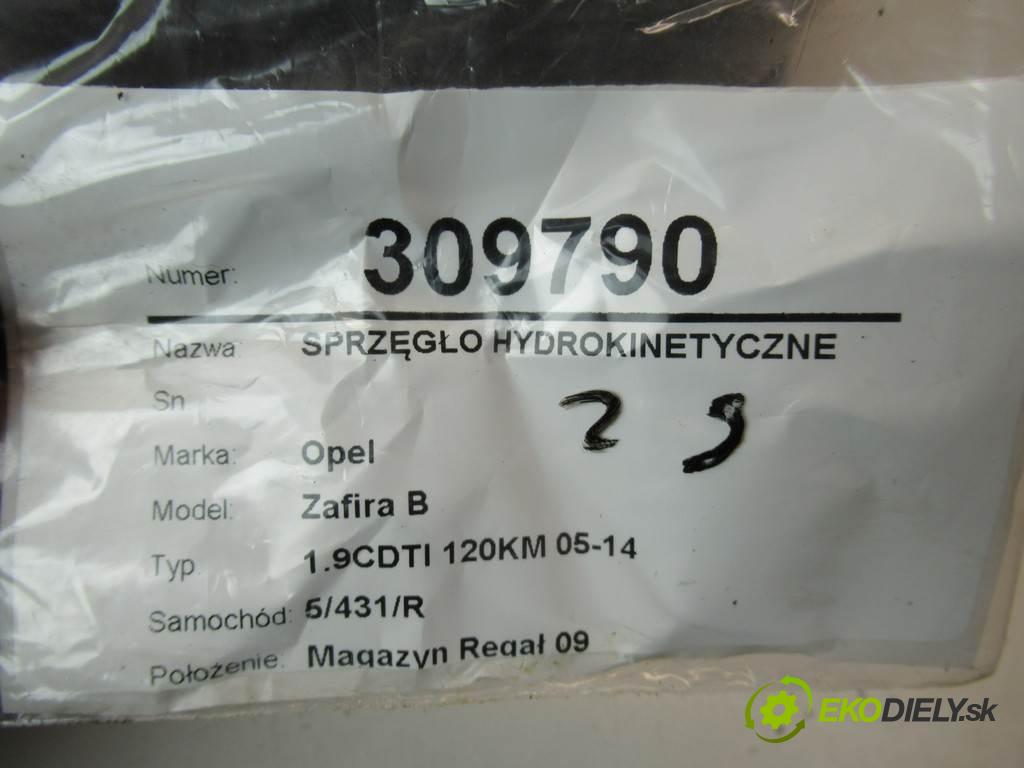 Numer: 309790
Nazwa: SPRZĘGŁO HYDROKINETYCZNE
Sn
2
Marka: Opel
Model: Zafira B
Typ 1.9CDTI 120KM 05-14
Samochód: 5/431/R
Położenie: Magazyn Regał 09
EKODIELY.sk